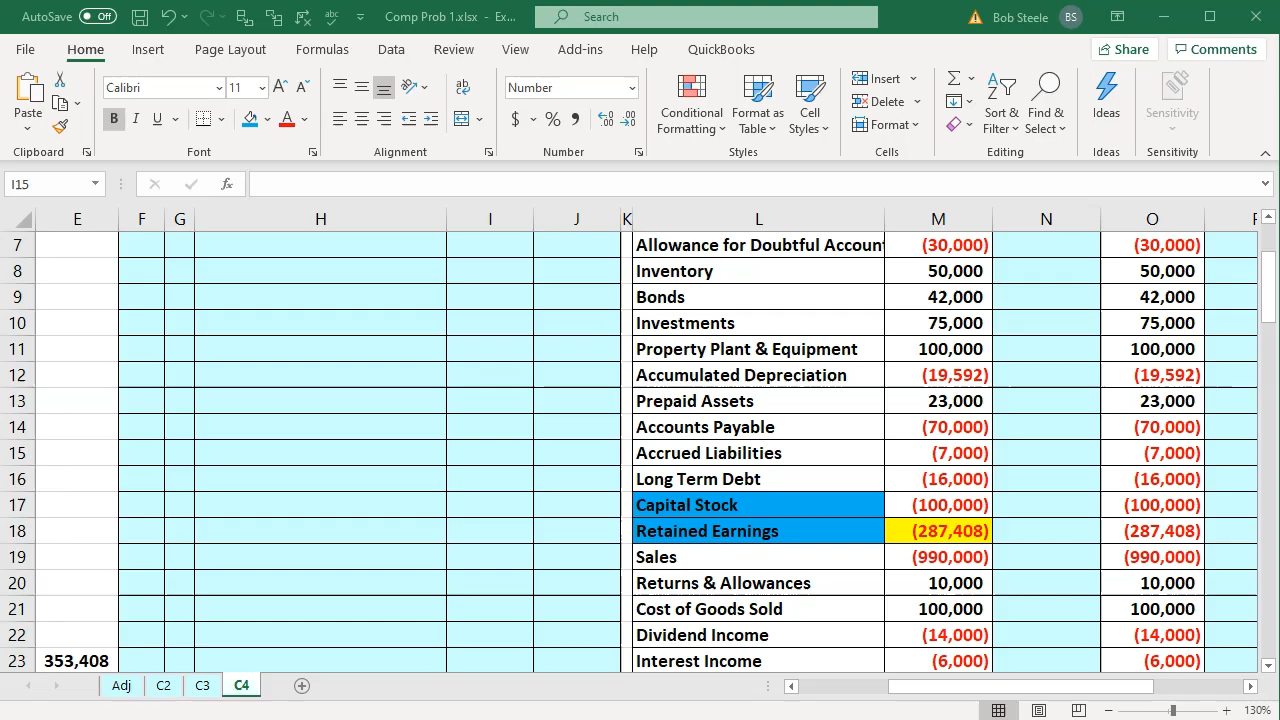 AutoSave Off Comp Prob 1.xlsx - Ex... Search Bob Steele BS
File Home Insert Page Layout Formulas Data Review View Add-ins Help QuickBooks Share Comments
Paste Calibri 11 A A ab Number Conditional Formatting Format as Table Cell Styles Insert Delete Format Sort & Filter Find & Select Ideas Sensitivity
B I U A $ %
Clipboard Font Alignment Number Styles Cells Editing Ideas Sensitivity
I15 fx
E F G H I J K L M N O
7 Allowance for Doubtful Accoun (30,000) (30,000)
8 Inventory 50,000 50,000
9 Bonds 42,000 42,000
10 Investments 75,000 75,000
11 Property Plant & Equipment 100,000 100,000
12 Accumulated Depreciation (19,592) (19,592)
13 Prepaid Assets 23,000 23,000
14 Accounts Payable (70,000) (70,000)
15 Accrued Liabilities (7,000) (7,000)
16 Long Term Debt (16,000) (16,000)
17 Capital Stock (100,000) (100,000)
18 Retained Earnings (287,408) (287,408)
19 Sales (990,000) (990,000)
20 Returns & Allowances 10,000 10,000
21 Cost of Goods Sold 100,000 100,000
22 Dividend Income (14,000) (14,000)
23 353,408 Interest Income (6,000) (6,000)
Adj C2 C3 C4
130%